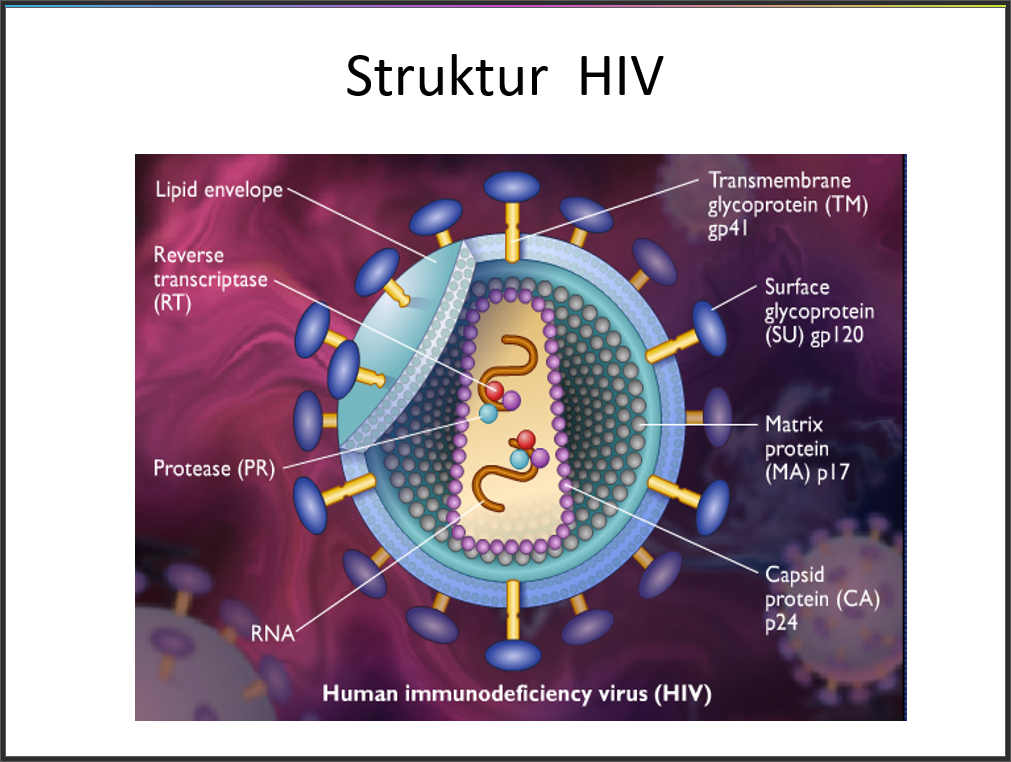 Struktur HIV
Lipid envelope
Reverse
transcriptase
(RT)
Protease (PR)
RNA
Transmembrane
glycoprotein (TM)
gp41
Surface
glycoprotein
(SU) gp120
Matrix
protein
(MA) p17
Capsid
protein (CA)
p24
Human immunodeficiency virus (HIV)